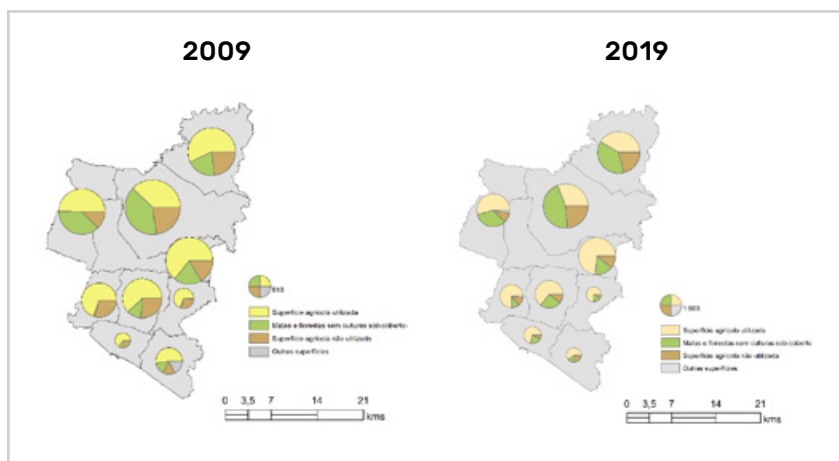 2009
2019
Superfície agrícola utilizada
Matas e florestas sem culturas sob-coberto
Superfície agrícola não utilizada
Outras superfícies
0 3,5 7 14 21
kms
Superfície agrícola utilizada
Matas e florestas sem culturas sob-coberto
Superfície agrícola não utilizada
Outras superfícies
0 3,5 7 14 21
kms